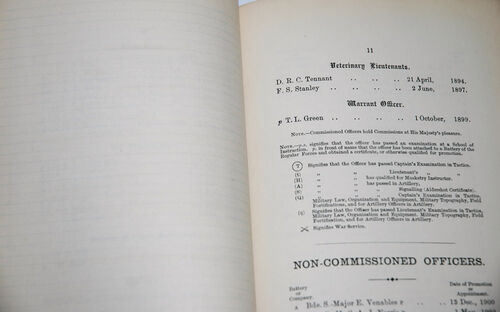 11
Veterinary Lieutenants.
D. R. C. Tennant .. .. .. 21 April, 1894.
F. S. Stanley .. .. .. 2 June, 1897.
Warrant Officer.
p T. L. Green .. .. .. 1 October, 1899.
NOTE.—Commissioned Officers hold Commissions at His Majesty's pleasure.
NOTE.—p.s. signifies that the officer has passed an examination at a School of
Instruction. p. in front of name that the officer has been attached to a Battery of the
Regular Forces and obtained a certificate, or otherwise qualified for promotion.
(T) Signifies that the Officer has passed Captain's Examination in Tactics.
(t) " " " Lieutenant's " "
(H) " " has qualified for Musketry Instructor.
(A) " " has passed in Artillery.
(S) " " " Signalling (Aldershot Certificate).
" " " Captain's Examination in Tactics,
(G) Military Law, Organization and Equipment, Military Topography, Field
Fortifications, and for Artillery Officers in Artillery.
(g) Signifies that the Officer has passed Lieutenant's Examination in Tactics,
Military Law, Organization and Equipment, Military Topography, Field
Fortification, and for Artillery Officers in Artillery.
Signifies War Service.
NON-COMMISSIONED OFFICERS.
Battery
or
Company.
Date of Promotion
or
Appointment.
A Bde. S.-Major E. Venables r .. 15 Dec., 1900